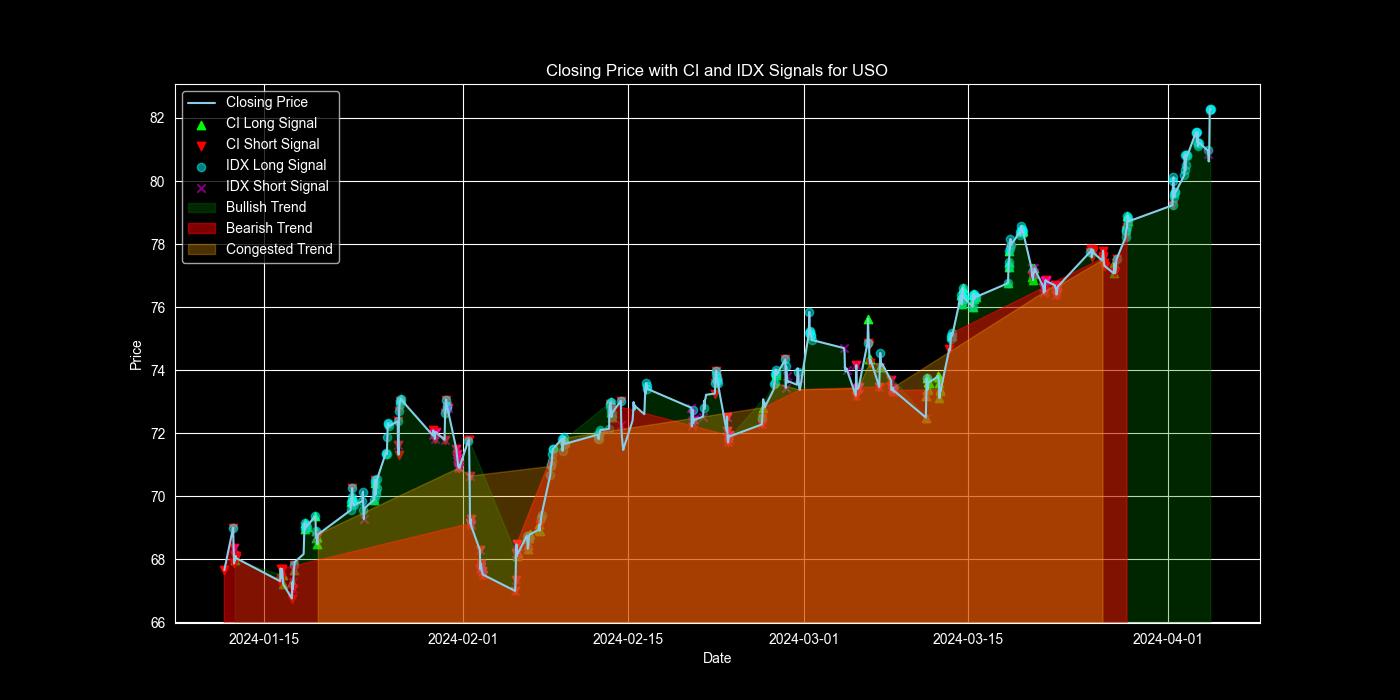 Closing Price with CI and IDX Signals for USO
Closing Price
CI Long Signal
CI Short Signal
IDX Long Signal
IDX Short Signal
Bullish Trend
Bearish Trend
Congested Trend
Price
82
80
78
76
74
72
70
68
66
2024-01-15 2024-02-01 2024-02-15 2024-03-01 2024-03-15 2024-04-01
Date